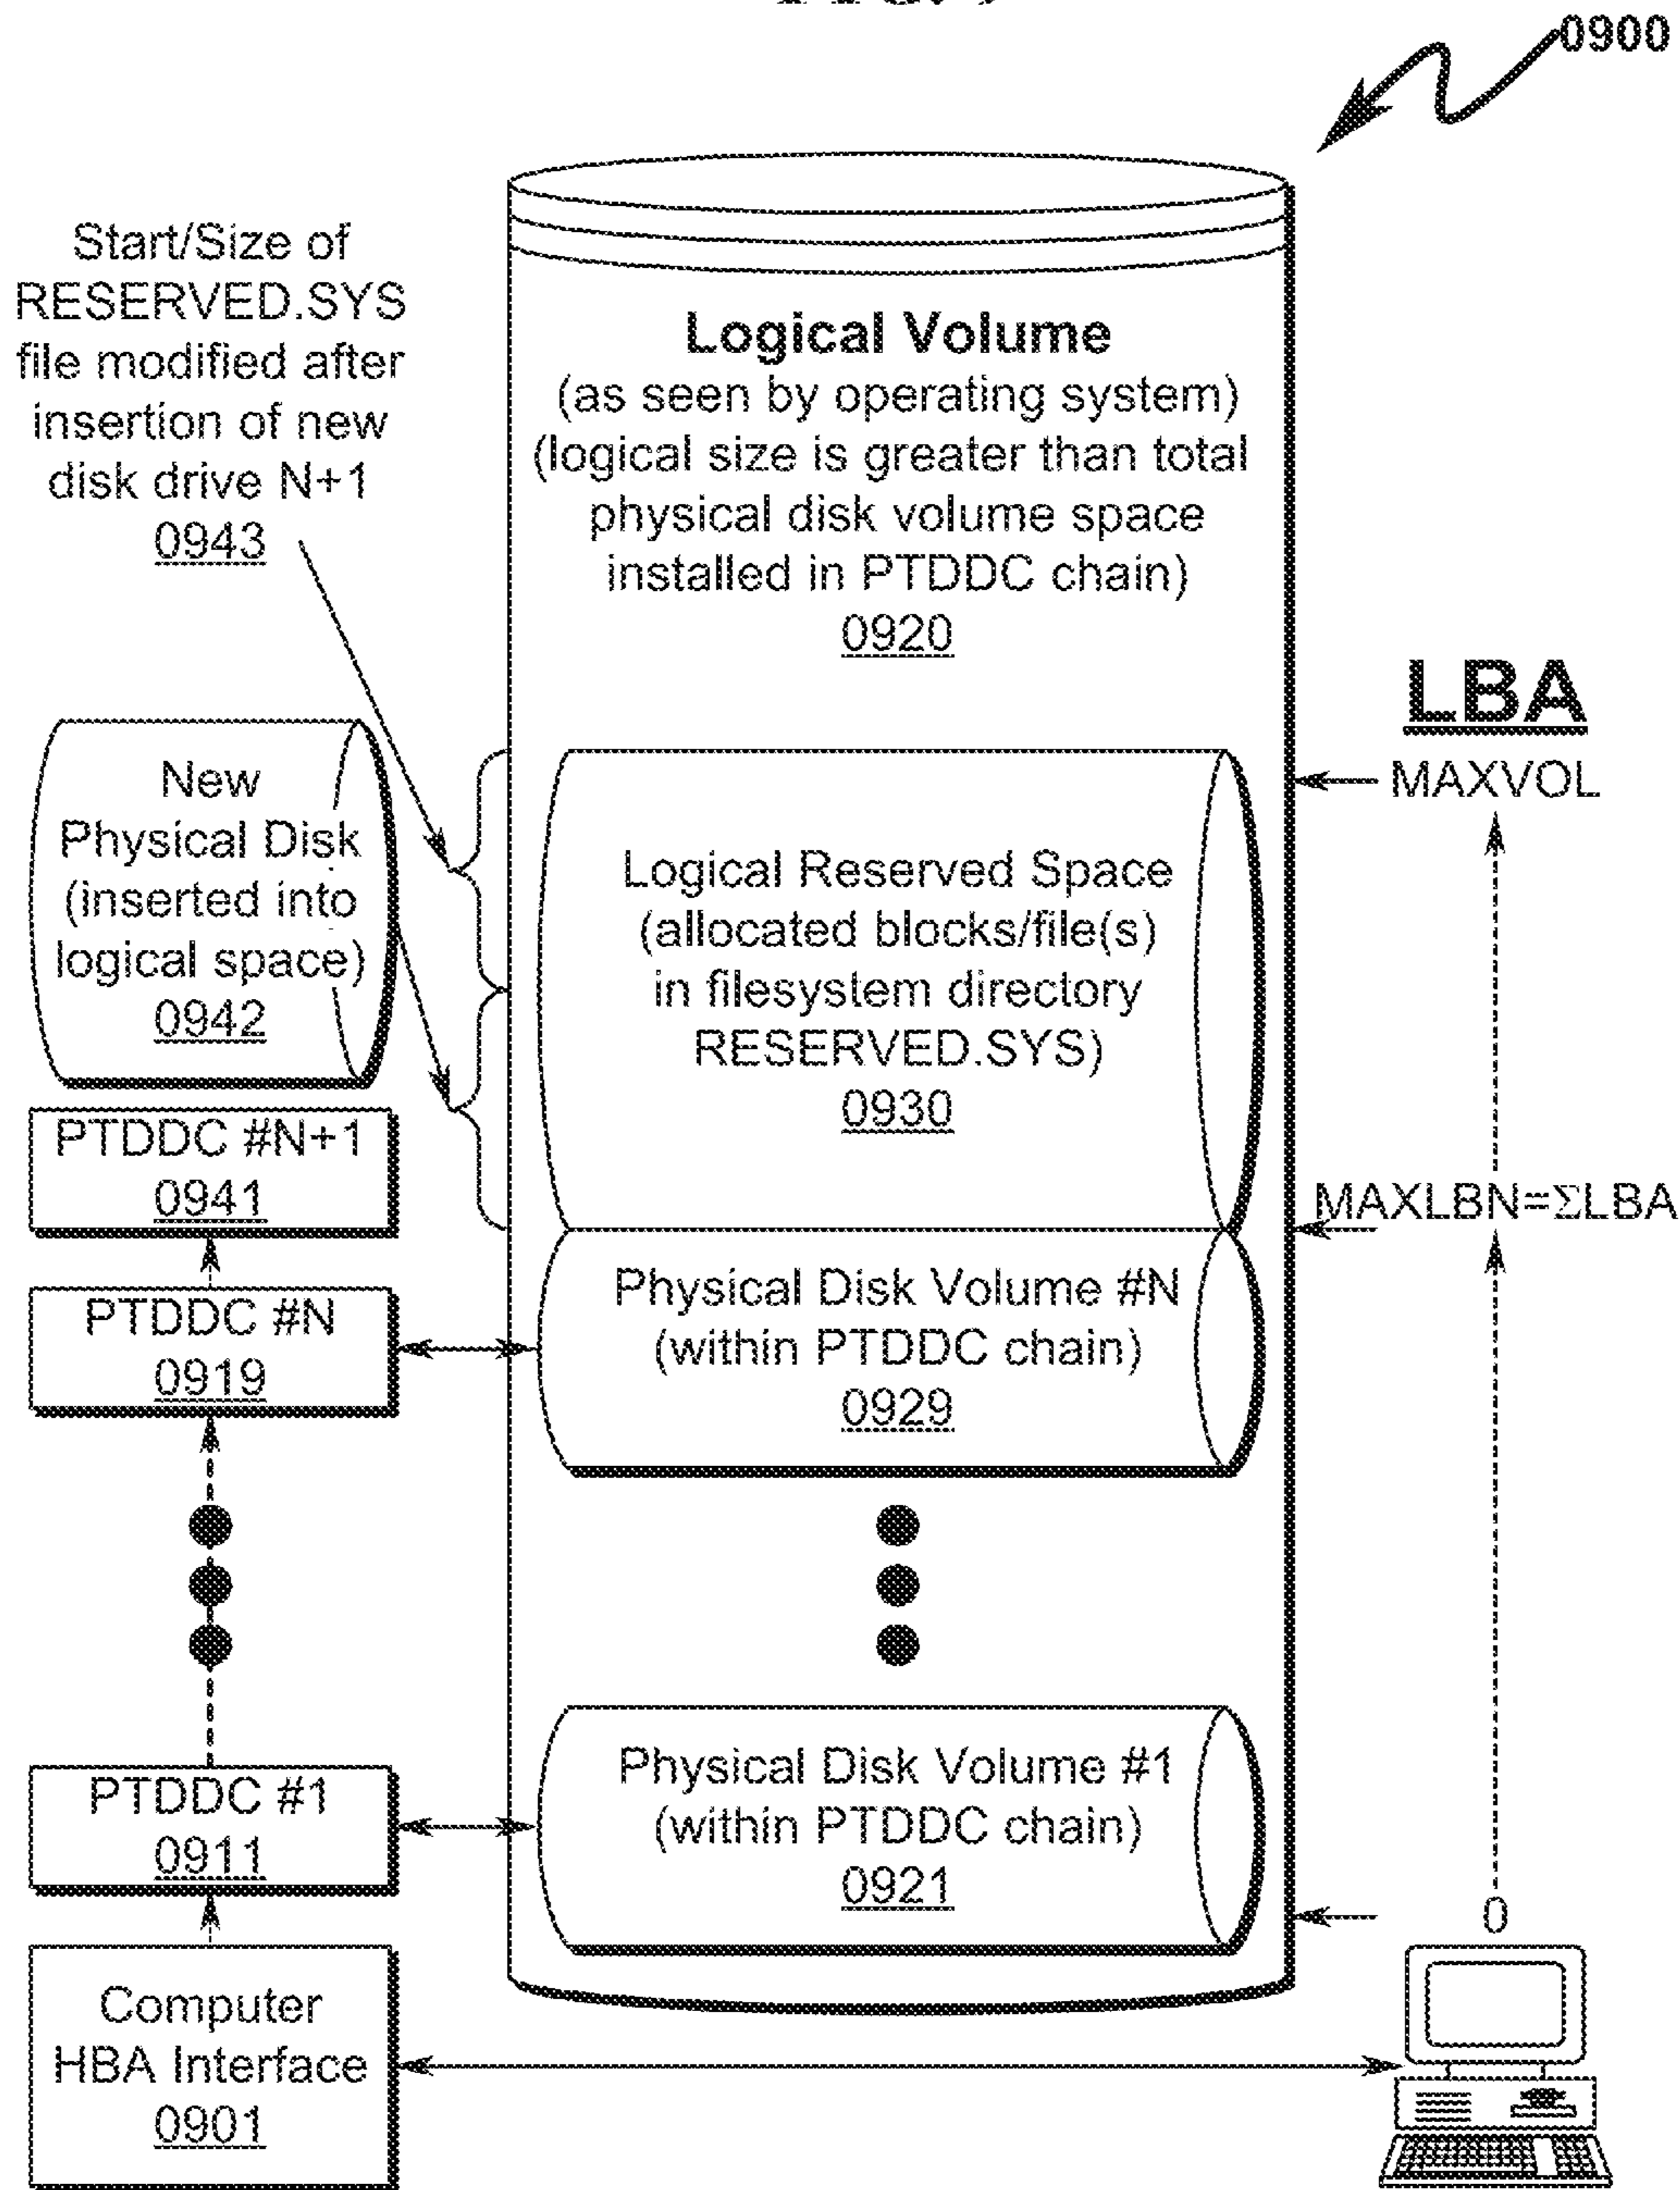 0900
Start/Size of
RESERVED.SYS
file modified after
insertion of new
disk drive N+1
0943
Logical Volume
(as seen by operating system)
(logical size is greater than total
physical disk volume space
installed in PTDDC chain)
0920
LBA
MAXVOL
New
Physical Disk
(inserted into
logical space)
0942
Logical Reserved Space
(allocated blocks/file(s)
in filesystem directory
RESERVED.SYS)
0930
PTDDC #N+1
0941
MAXLBN=ΣLBA
PTDDC #N
0919
Physical Disk Volume #N
(within PTDDC chain)
0929
PTDDC #1
0911
Physical Disk Volume #1
(within PTDDC chain)
0921
0
Computer
HBA Interface
0901